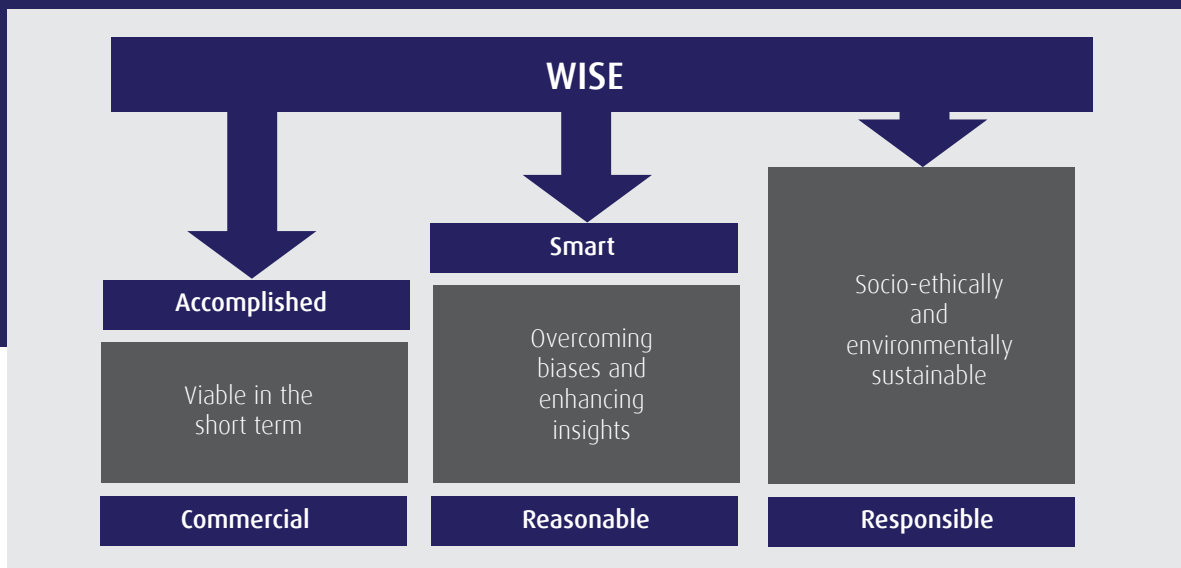 WISE
Accomplished
Viable in the
short term
Commercial
Smart
Overcoming
biases and
enhancing
insights
Reasonable
Socio-ethically
and
environmentally
sustainable
Responsible